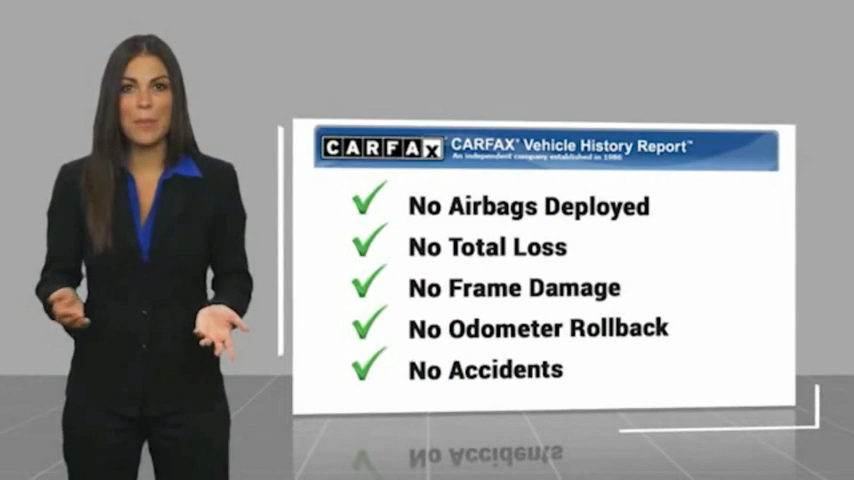 CARFAX CARFAX® Vehicle History Report™
An independent company established in 1986
No Airbags Deployed
No Total Loss
No Frame Damage
No Odometer Rollback
No Accidents
No Accidents